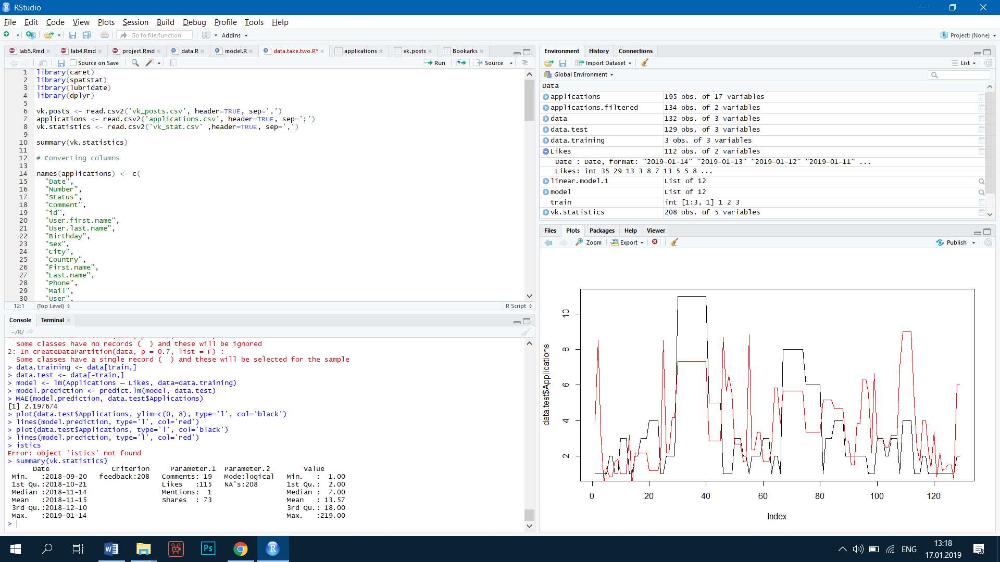 RStudio
File Edit Code View Plots Session Build Debug Profile Tools Help
Go to file/function Addins Project: (None)
lab5.Rmd lab4.Rmd project.Rmd data.R model.R data.take.two.R* applications vk.posts Bookarks
Source on Save Run Source
1 library(caret)
2 library(spatstat)
3 library(lubridate)
4 library(dplyr)
5
6 vk.posts <- read.csv2('vk_posts.csv', header=TRUE, sep=',')
7 applications <- read.csv2('applications.csv', header=TRUE, sep=';')
8 vk.statistics <- read.csv2('vk_stat.csv' ,header=TRUE, sep=',')
9
10 summary(vk.statistics)
11
12 # Converting columns
13
14 names(applications) <- c(
15 "Date",
16 "Number",
17 "Status",
18 "Comment",
19 "id",
20 "User.first.name",
21 "User.last.name",
22 "Birthday",
23 "Sex",
24 "City",
25 "Country",
26 "First.name",
27 "Last.name",
28 "Phone",
29 "Mail",
30 "User",
12:1 (Top Level) R Script
Console Terminal
~/R/
Some classes have no records (  ) and these will be ignored
2: In createDataPartition(data, p = 0.7, list = F) :
Some classes have a single record (  ) and these will be selected for the sample
> data.training <- data[train,]
> data.test <- data[-train,]
> model <- lm(Applications ~ Likes, data=data.training)
> model.prediction <- predict.lm(model, data.test)
> MAE(model.prediction, data.test$Applications)
[1] 2.197674
> plot(data.test$Applications, ylim=c(0, 8), type='l', col='black')
> lines(model.prediction, type='l', col='red')
> plot(data.test$Applications, type='l', col='black')
> lines(model.prediction, type='l', col='red')
> istics
Error: object 'istics' not found
> summary(vk.statistics)
Date Criterion Parameter.1 Parameter.2 Value
Min. :2018-09-20 feedback:208 Comments: 19 Mode:logical Min. : 1.00
1st Qu.:2018-10-21 Likes :115 NA's:208 1st Qu.: 2.00
Median :2018-11-14 Mentions: 1 Median : 7.00
Mean :2018-11-15 Shares : 73 Mean : 13.57
3rd Qu.:2018-12-10 3rd Qu.: 18.00
Max. :2019-01-14 Max. :219.00
>
Environment History Connections
Import Dataset List
Global Environment
Data
applications 195 obs. of 17 variables
applications.filtered 134 obs. of 2 variables
data 132 obs. of 3 variables
data.test 129 obs. of 3 variables
data.training 3 obs. of 3 variables
Likes 112 obs. of 2 variables
Date : Date, format: "2019-01-14" "2019-01-13" "2019-01-12" "2019-01-11" ...
Likes: int 35 29 13 3 8 7 13 5 5 8 ...
linear.model.1 List of 12
model List of 12
train int [1:3, 1] 1 2 3
vk.statistics 208 obs. of 5 variables
Files Plots Packages Help Viewer
Zoom Export Publish
data.test$Applications
10
8
6
4
2
0 20 40 60 80 100 120
Index
ENG
13:18
17.01.2019